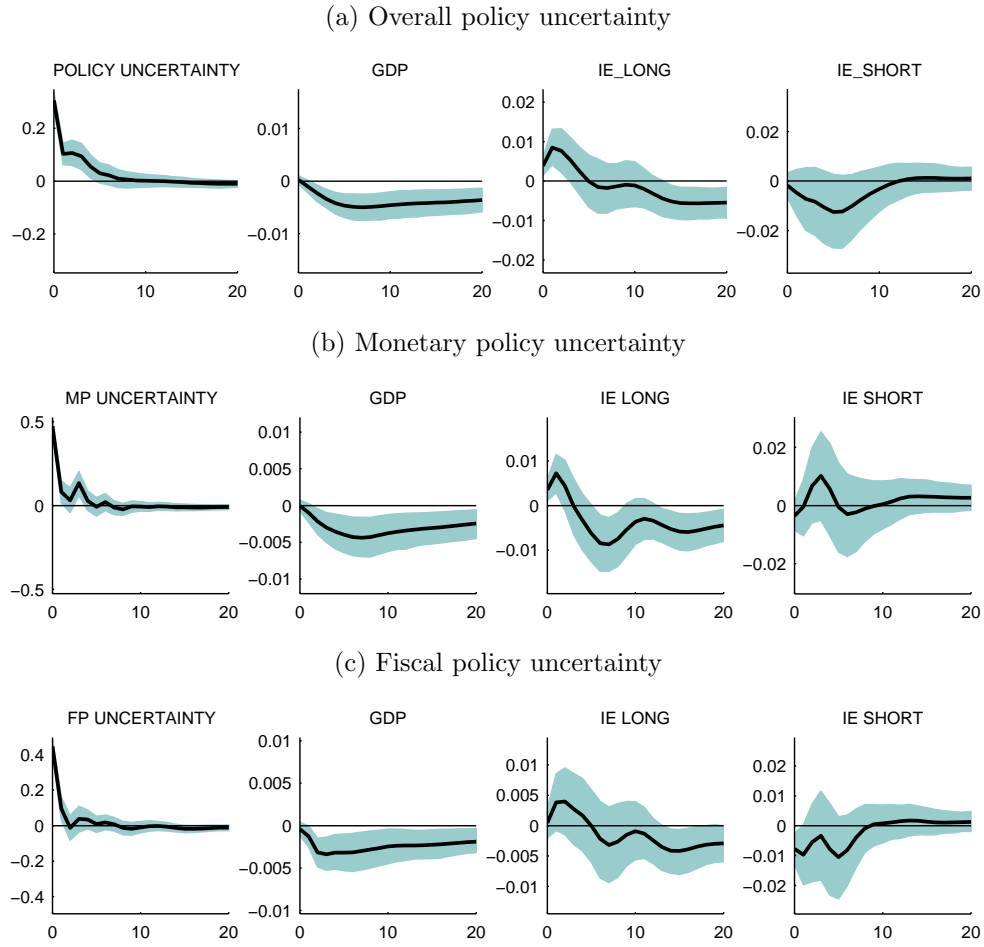 (a) Overall policy uncertainty
POLICY UNCERTAINTY GDP IE_LONG IE_SHORT
0.2
0
−0.2
0 10 20
0.01
0
−0.01
0 10 20
0.02
0.01
0
−0.01
−0.02
0 10 20
0.02
0
−0.02
0 10 20
(b) Monetary policy uncertainty
MP UNCERTAINTY GDP IE LONG IE SHORT
0.5
0
−0.5
0 10 20
0.01
0.005
0
−0.005
−0.01
0 10 20
0.01
0
−0.01
0 10 20
0.02
0
−0.02
0 10 20
(c) Fiscal policy uncertainty
FP UNCERTAINTY GDP IE LONG IE SHORT
0.4
0.2
0
−0.2
−0.4
0 10 20
0.01
0.005
0
−0.005
−0.01
0 10 20
0.01
0.005
0
−0.005
−0.01
0 10 20
0.02
0.01
0
−0.01
−0.02
0 10 20